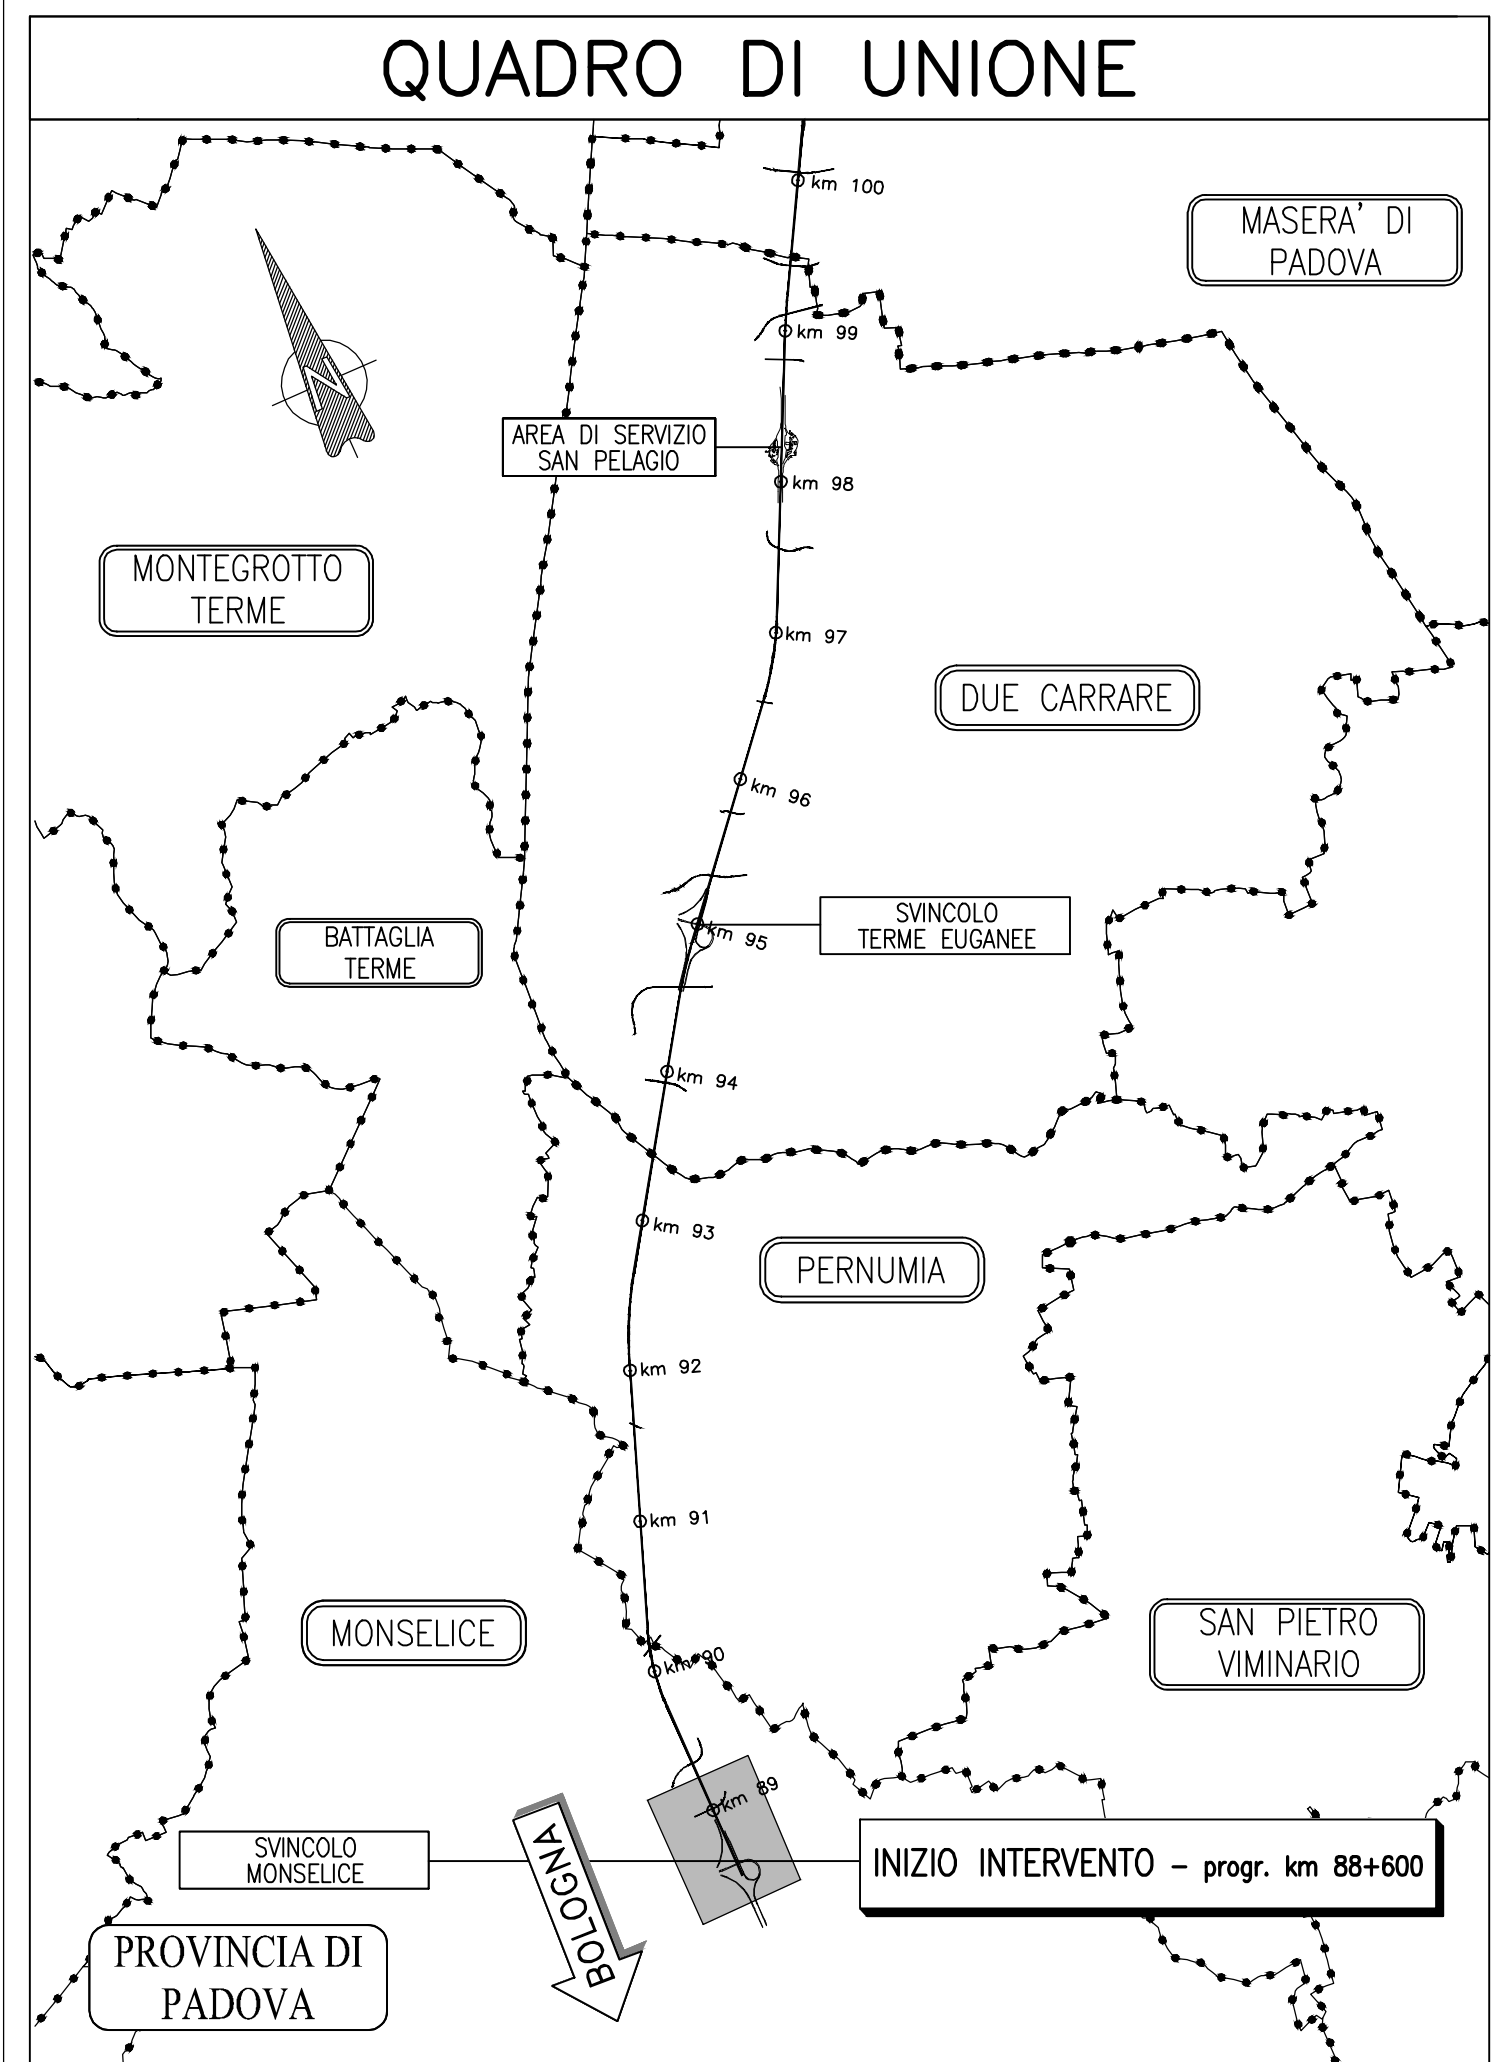 QUADRO DI UNIONE
km 100
MASERA' DI
PADOVA
N
km 99
AREA DI SERVIZIO
SAN PELAGIO
km 98
MONTEGROTTO
TERME
km 97
DUE CARRARE
km 96
SVINCOLO
TERME EUGANEE
BATTAGLIA
TERME
km 95
km 94
km 93
PERNUMIA
km 92
km 91
MONSELICE
SAN PIETRO
VIMINARIO
km 90
km 89
SVINCOLO
MONSELICE
BOLOGNA
INIZIO INTERVENTO – progr. km 88+600
PROVINCIA DI
PADOVA